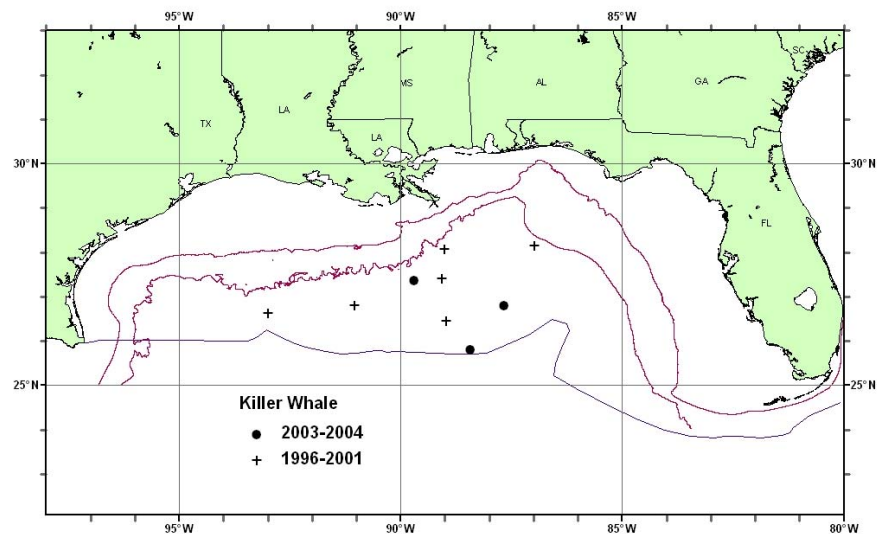 95°W 90°W 85°W 80°W
SC
MS AL GA
LA
TX
LA
30°N 30°N
FL
25°N 25°N
Killer Whale
2003-2004
1996-2001
95°W 90°W 85°W 80°W